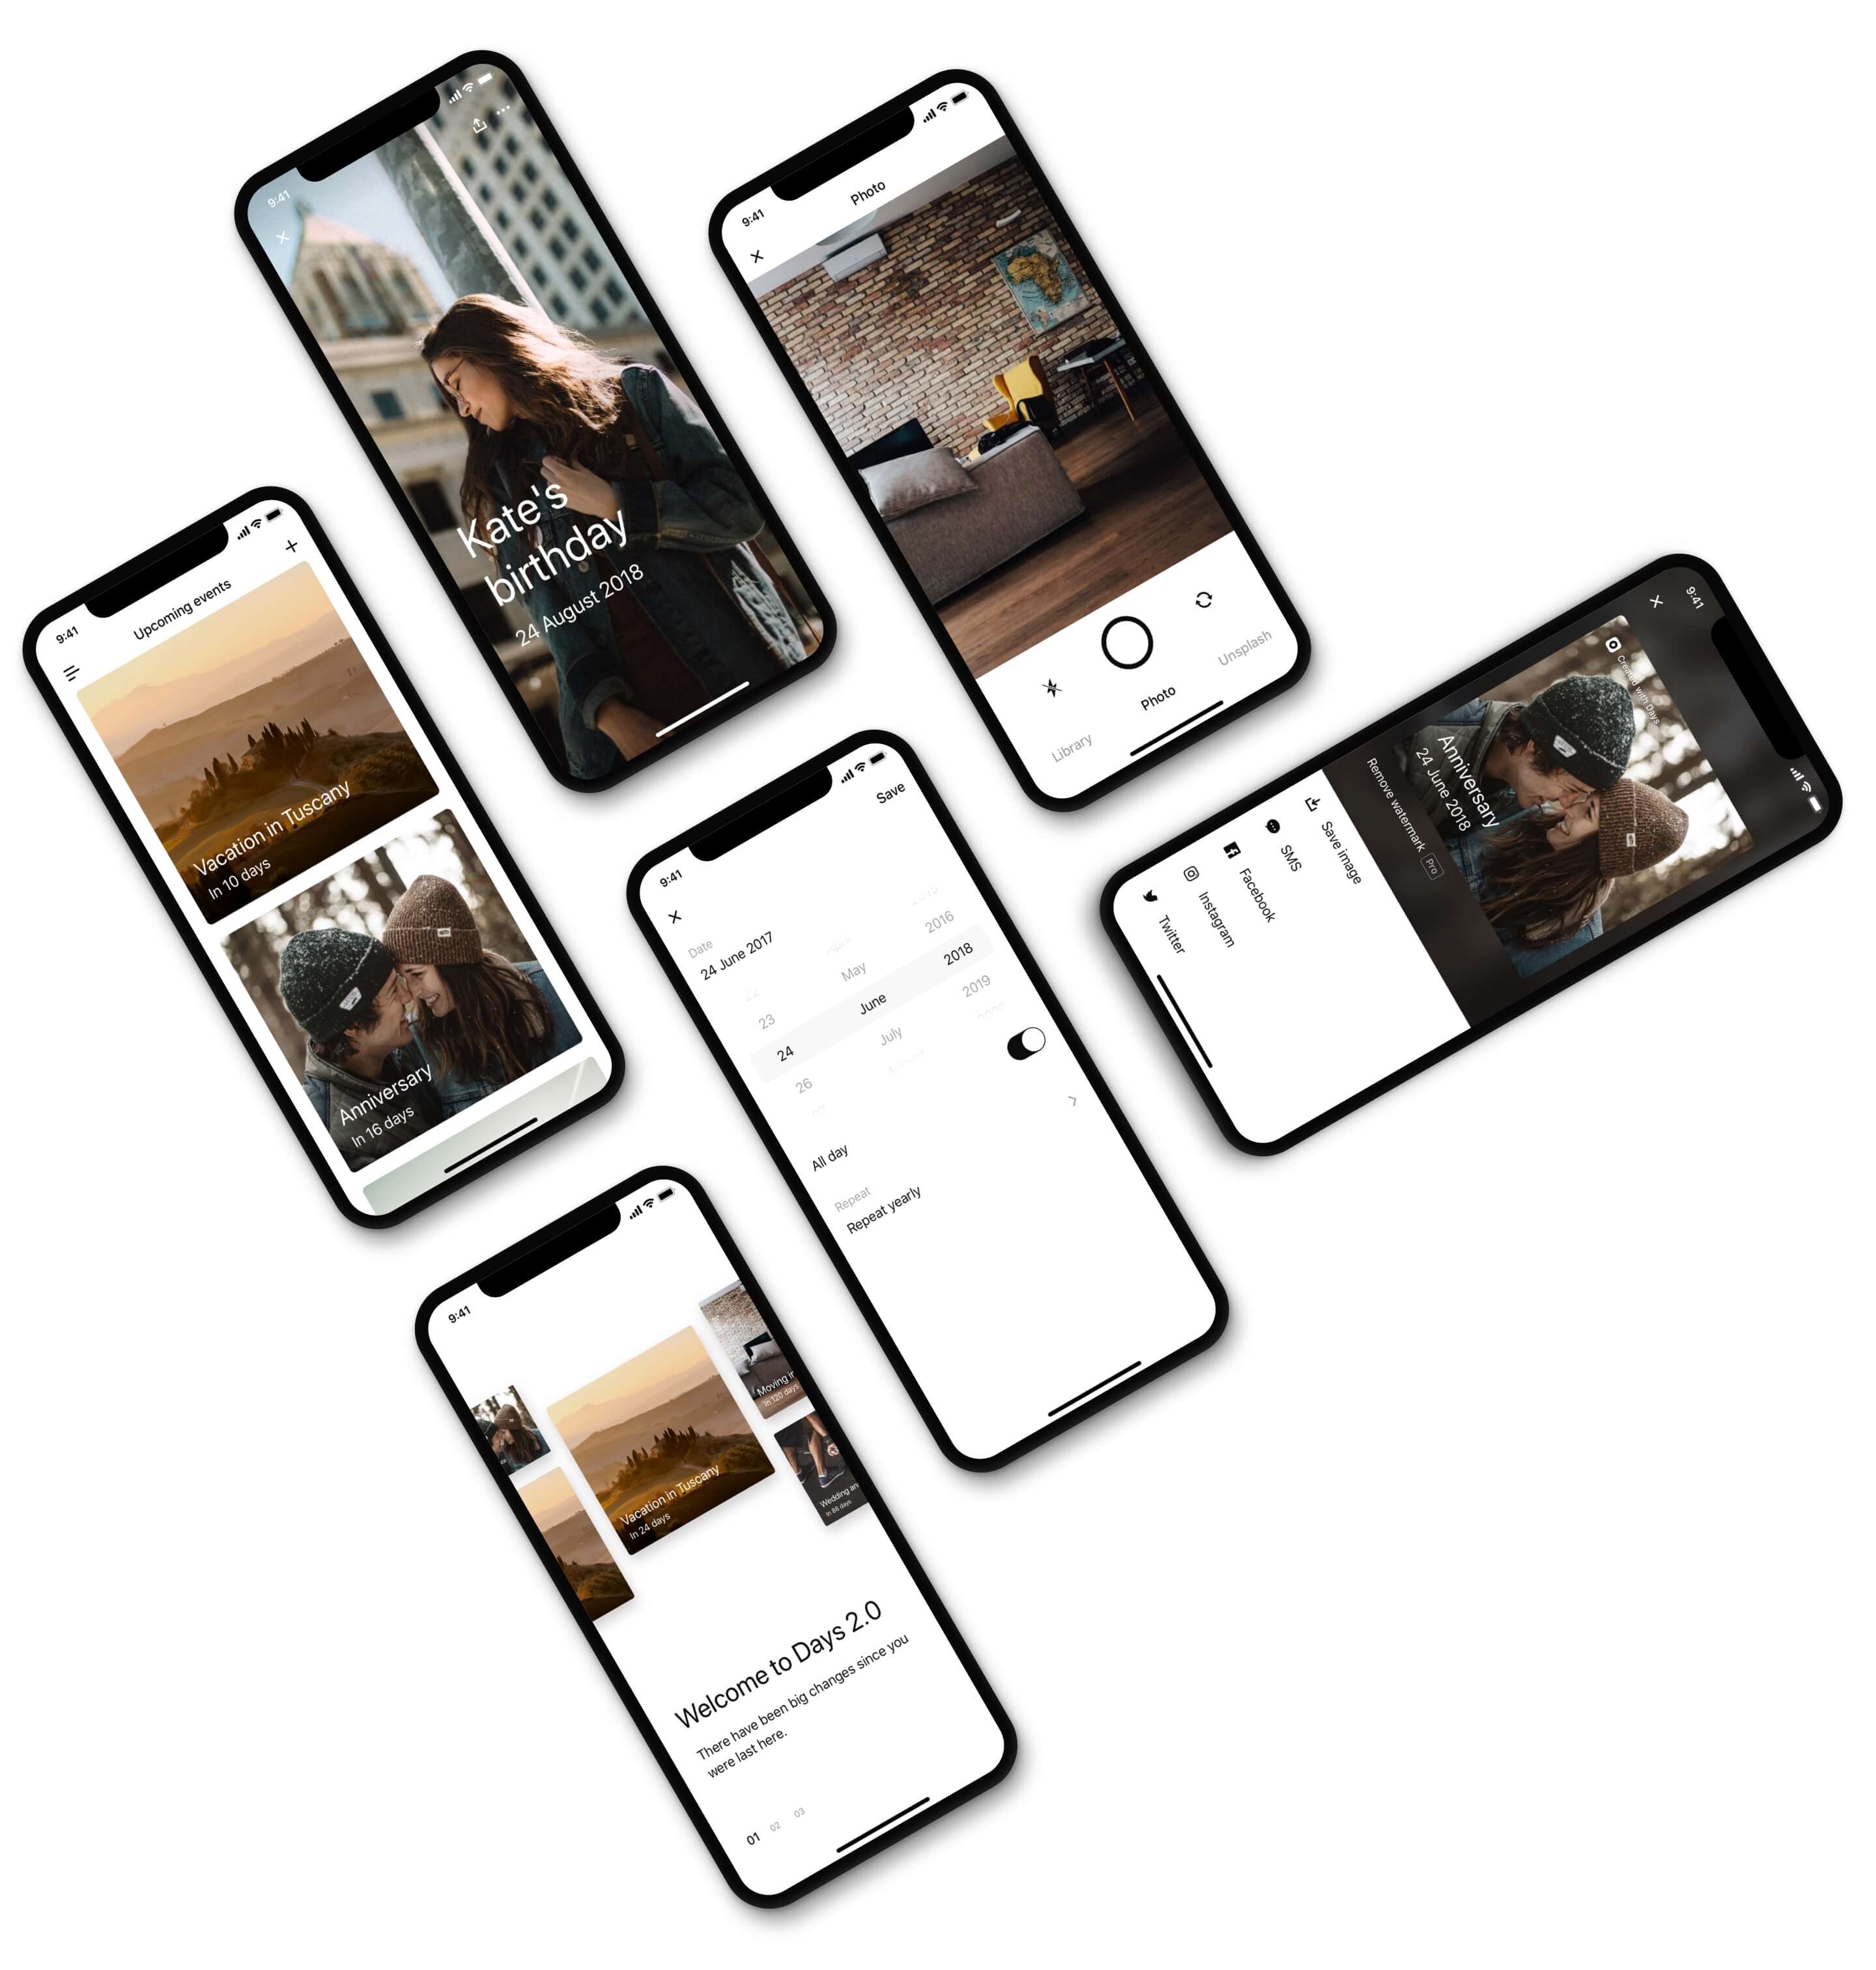 9:41
Kate's
birthday
24 August 2018
9:41
Photo
Library
Photo
Unsplash
9:41
Upcoming events
Vacation in Tuscany
In 10 days
Anniversary
In 16 days
9:41
Save
Date
24 June 2017
May
2016
23
24
June
2018
26
July
2019
All day
Repeat
Repeat yearly
9:41
Created with Days
Anniversary
24 June 2018
Remove watermark Pro
Save image
SMS
Facebook
Instagram
Twitter
9:41
Vacation in Tuscany
In 24 days
Moving in
In 120 days
Wedding an
In 86 days
Welcome to Days 2.0
There have been big changes since you
were last here.
01 02 03